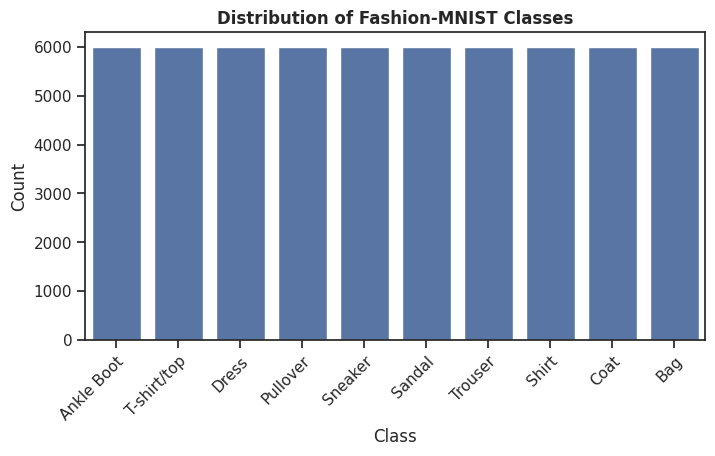 Distribution of Fashion-MNIST Classes
Count
6000
5000
4000
3000
2000
1000
0
Ankle Boot
T-shirt/top
Dress
Pullover
Sneaker
Sandal
Trouser
Shirt
Coat
Bag
Class